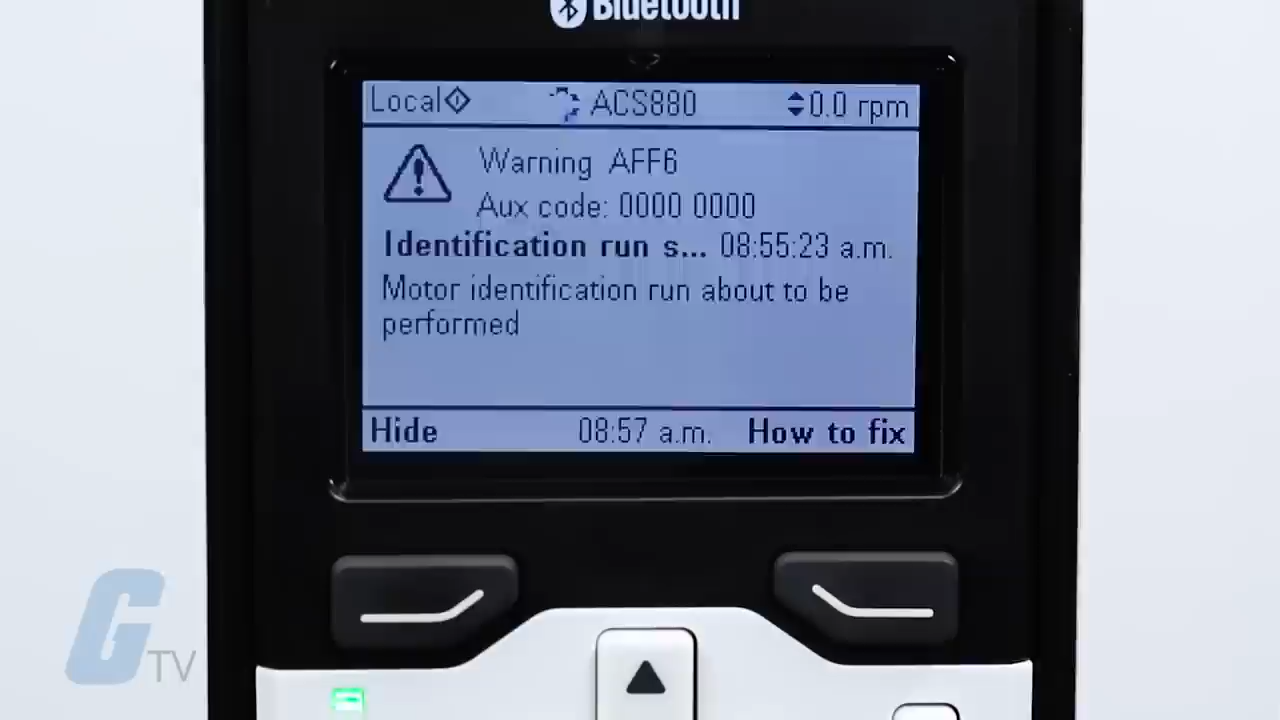 Bluetooth
Local ACS880 0.0 rpm
Warning AFF6
Aux code: 0000 0000
Identification run s... 08:55:23 a.m.
Motor identification run about to be
performed
Hide 08:57 a.m. How to fix
G TV